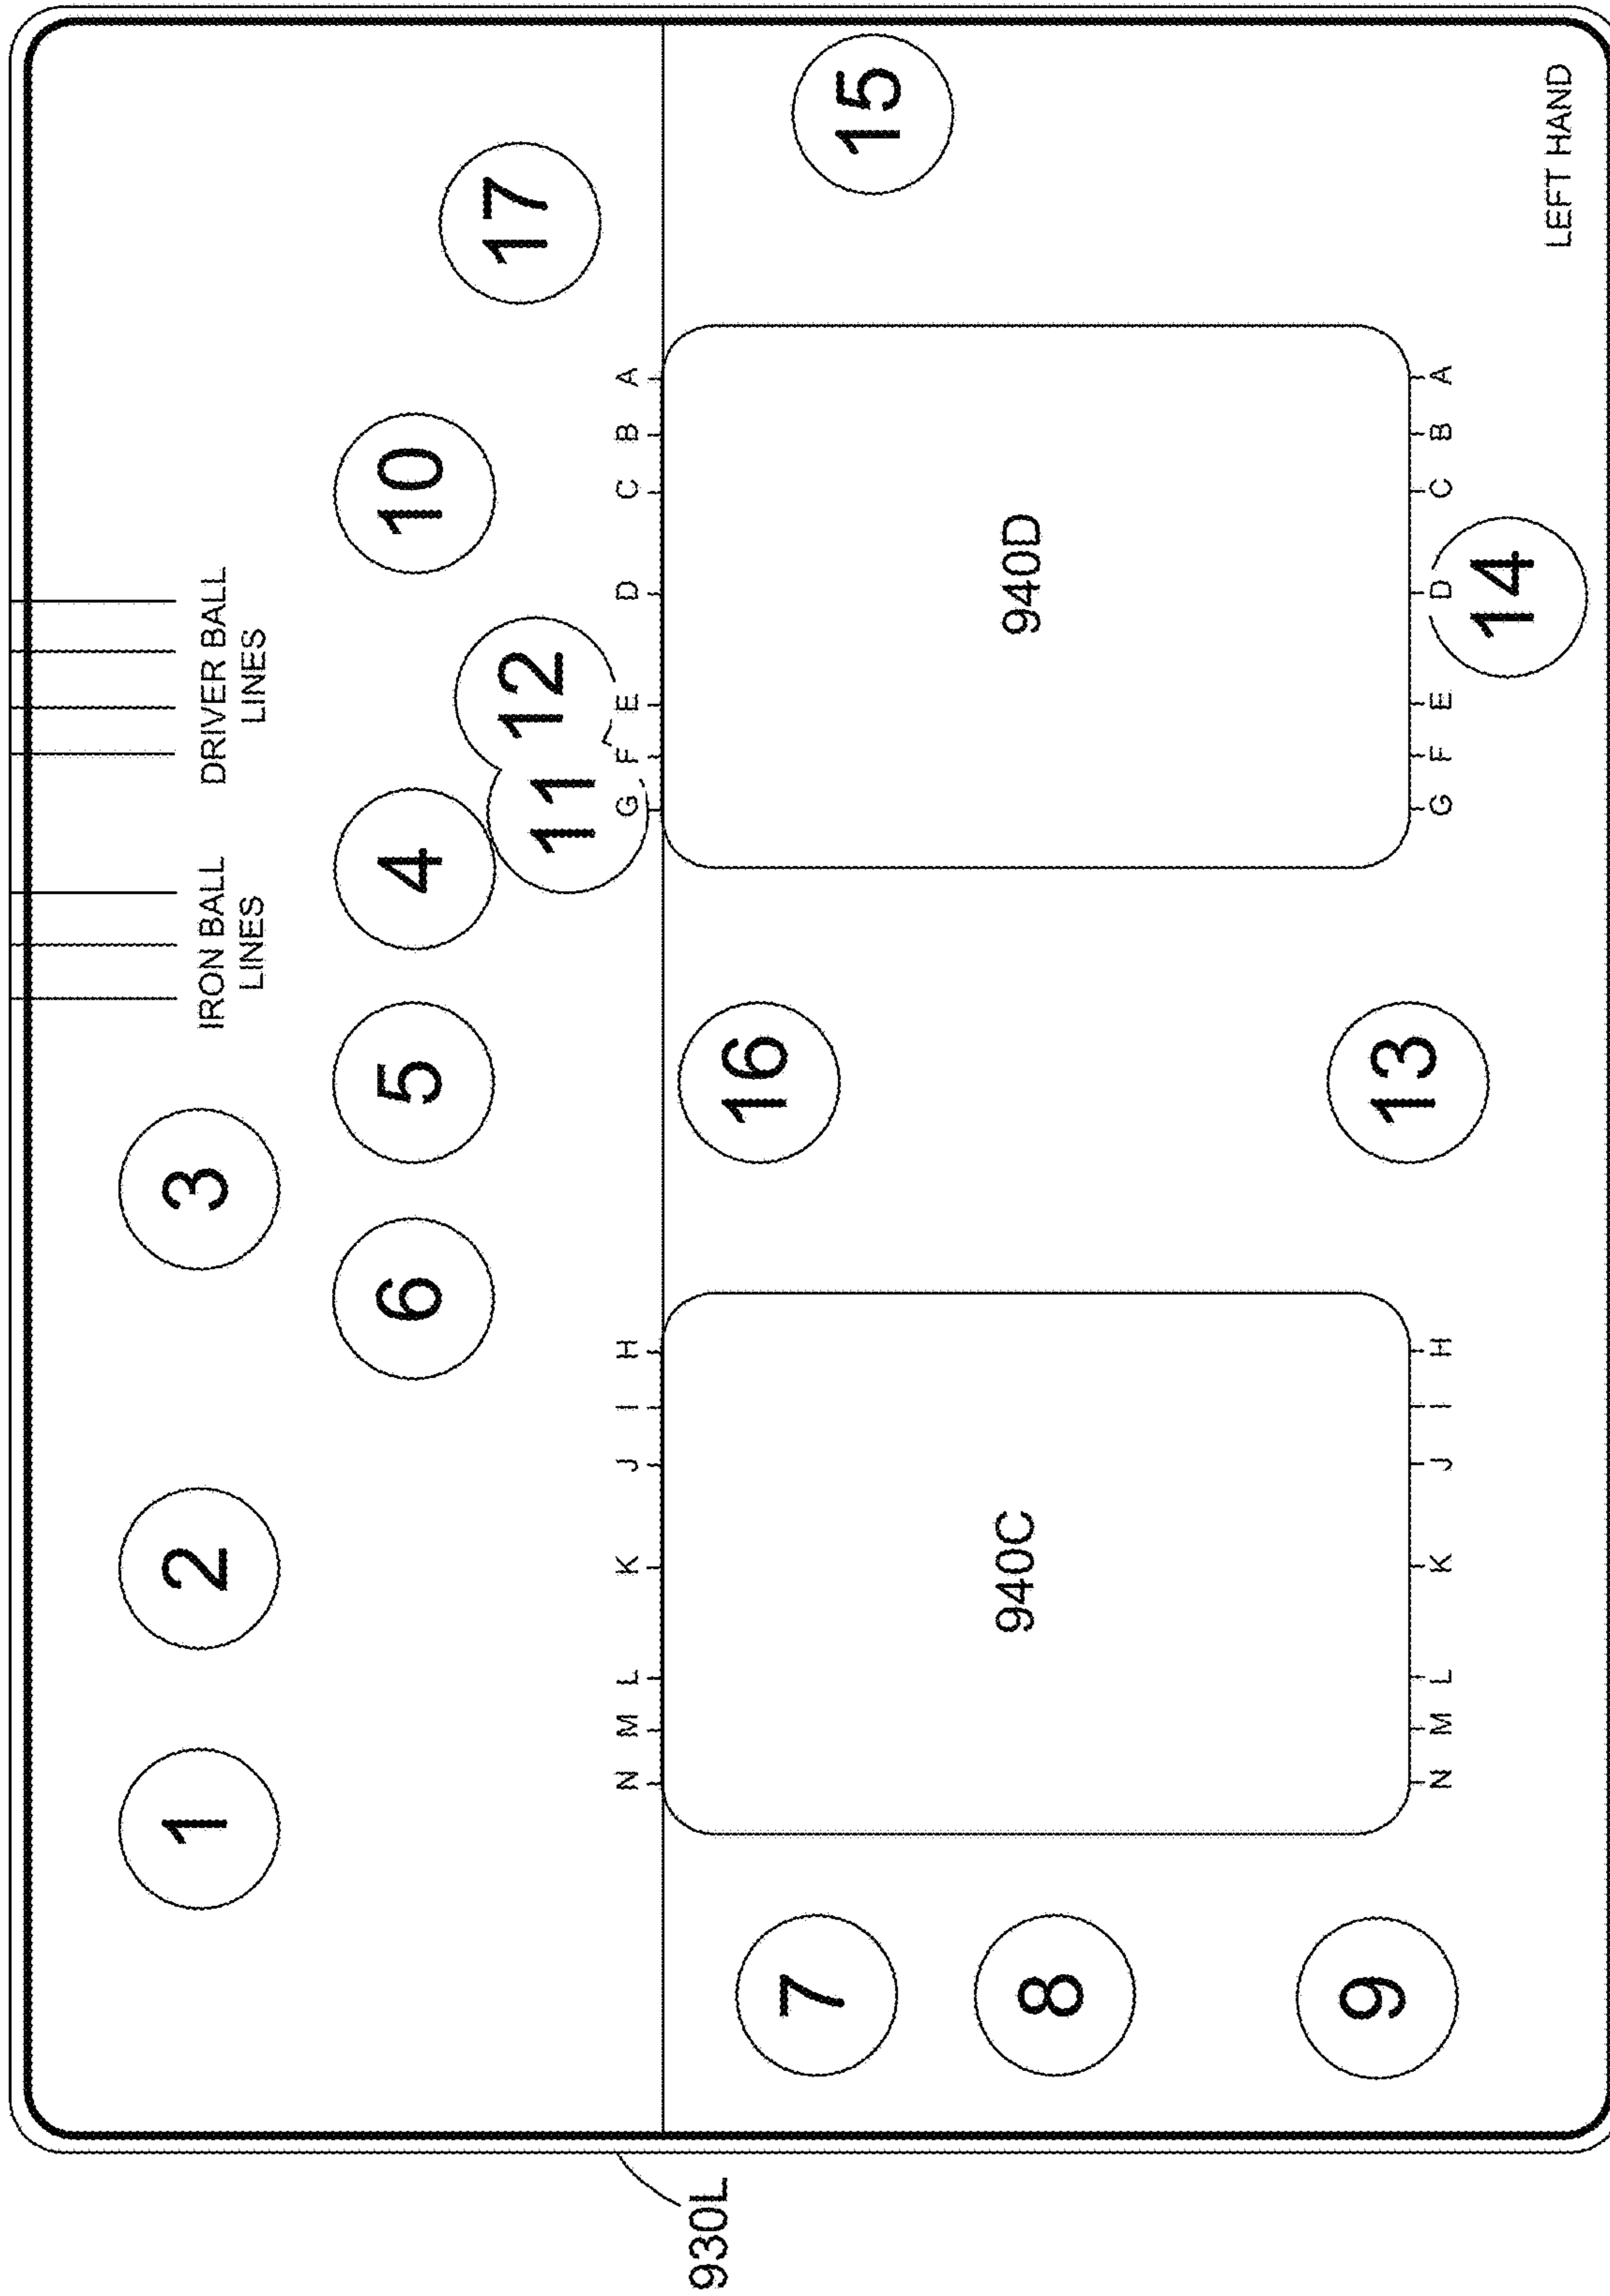 IRON BALL
LINES
DRIVER BALL
LINES
1
2
3
6
5
4
10
11
12
17
N M L K J I H
G F E D C B A
940C
940D
7
8
9
16
13
15
14
N M L K J I H
G F E D C B A
LEFT HAND
930L